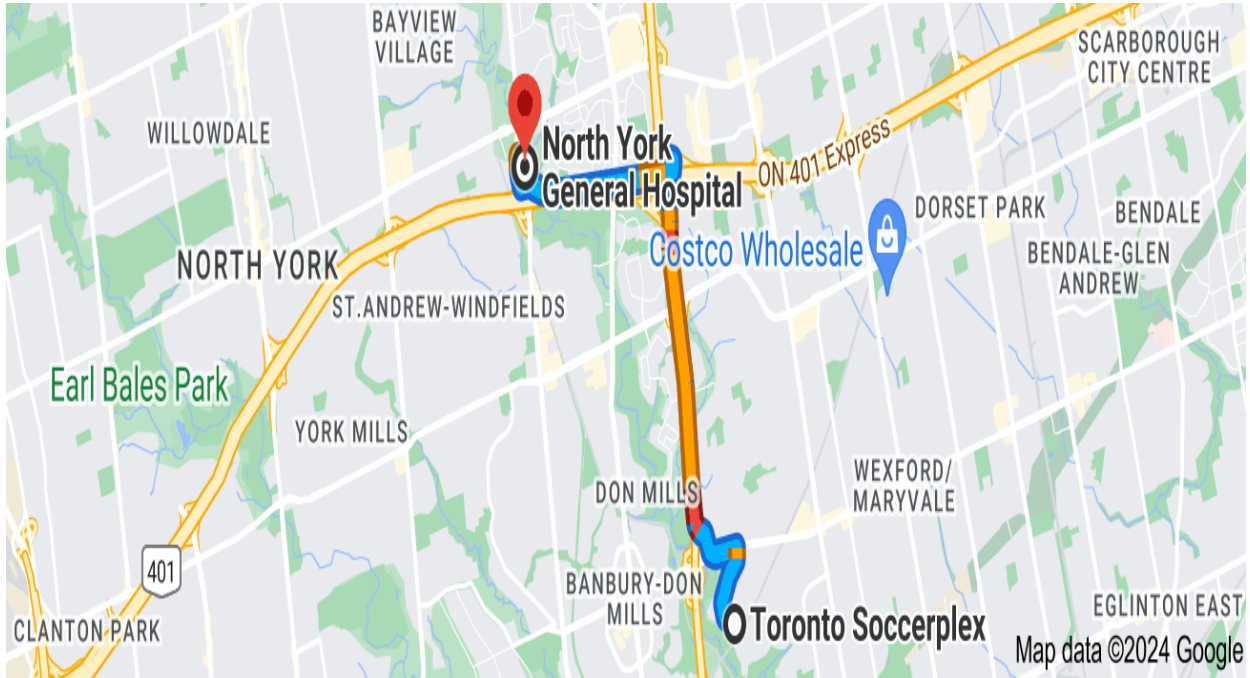 BAYVIEW
VILLAGE
SCARBOROUGH
CITY CENTRE
WILLOWDALE
North York
General Hospital
ON 401 Express
DORSET PARK
BENDALE
NORTH YORK
Costco Wholesale
BENDALE-GLEN
ANDREW
ST.ANDREW-WINDFIELDS
Earl Bales Park
YORK MILLS
WEXFORD/
MARYVALE
DON MILLS
401
BANBURY-DON
MILLS
CLANTON PARK
Toronto Soccerplex
EGLINTON EAST
Map data ©2024 Google